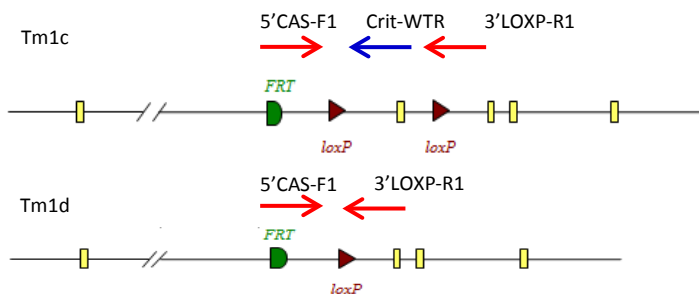 5'CAS-F1 Crit-WTR 3'LOXP-R1
Tm1c
FRT
loxP loxP
5'CAS-F1 3'LOXP-R1
Tm1d
FRT
loxP